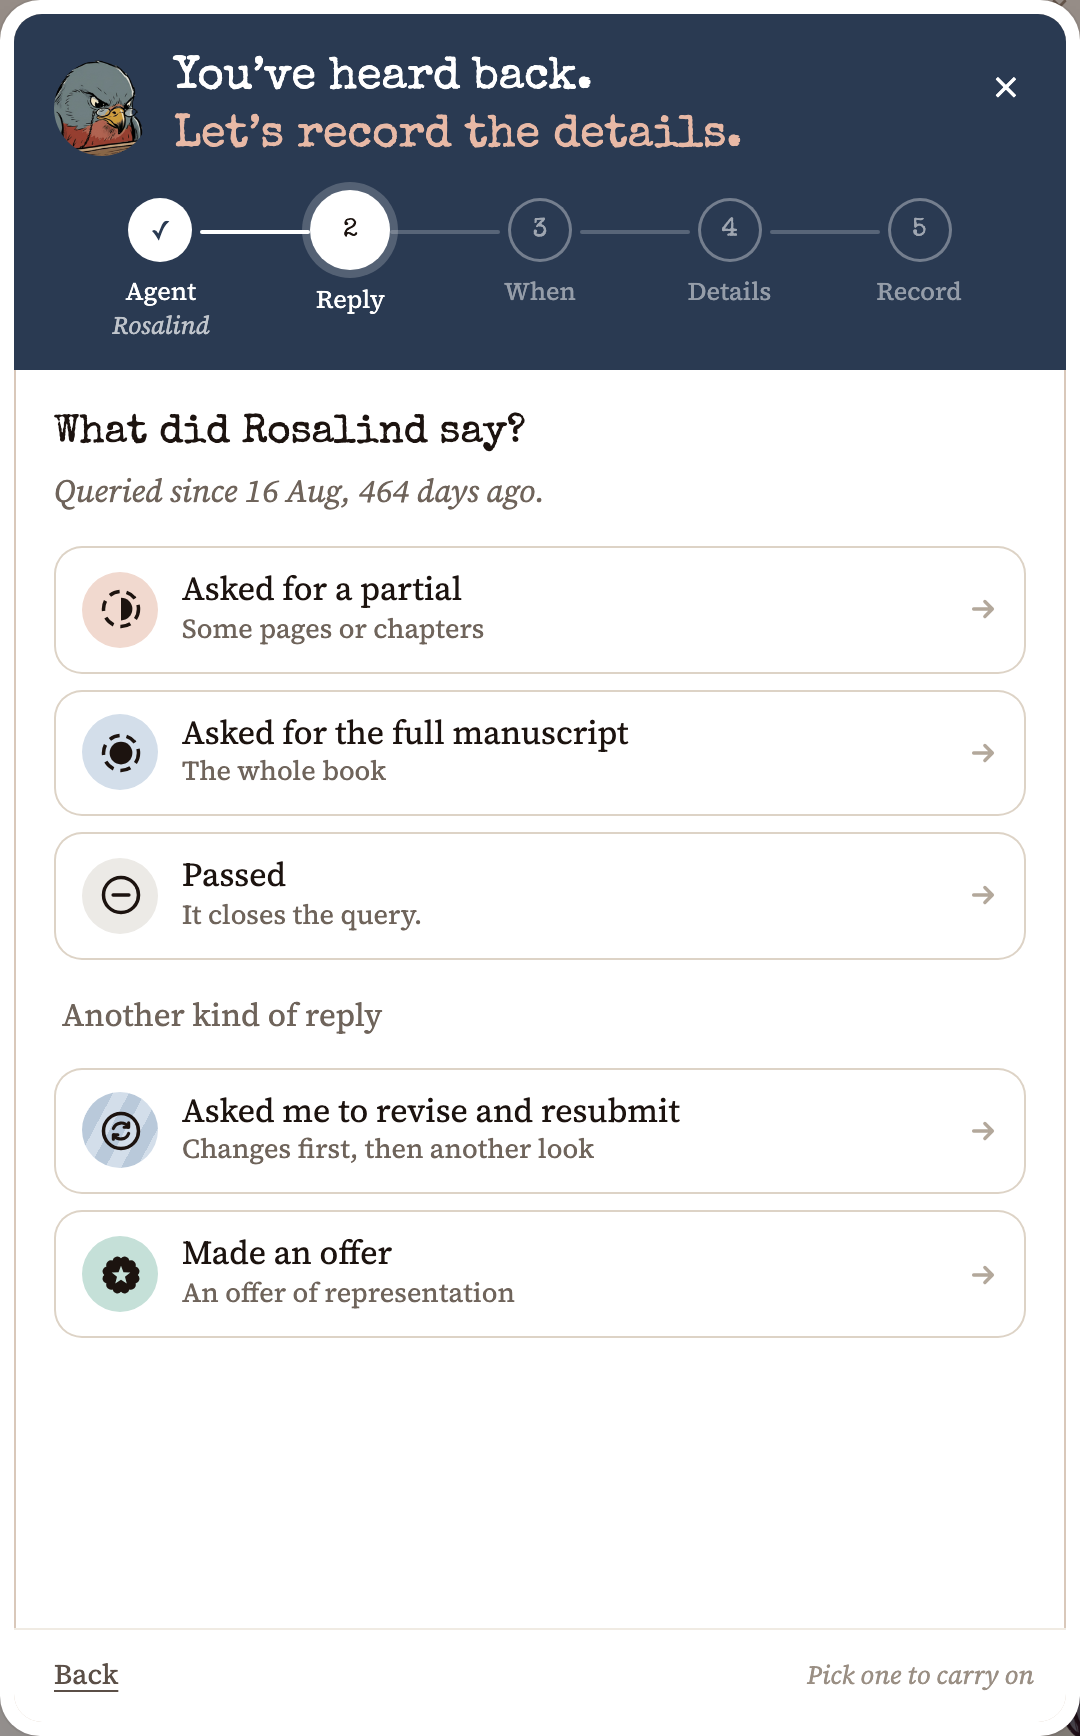 You’ve heard back.
Let’s record the details.
2
3
4
5
Agent
Reply
When
Details
Record
Rosalind
What did Rosalind say?
Queried since 16 Aug, 464 days ago.
Asked for a partial
Some pages or chapters
Asked for the full manuscript
The whole book
Passed
It closes the query.
Another kind of reply
Asked me to revise and resubmit
Changes first, then another look
Made an offer
An offer of representation
Back
Pick one to carry on